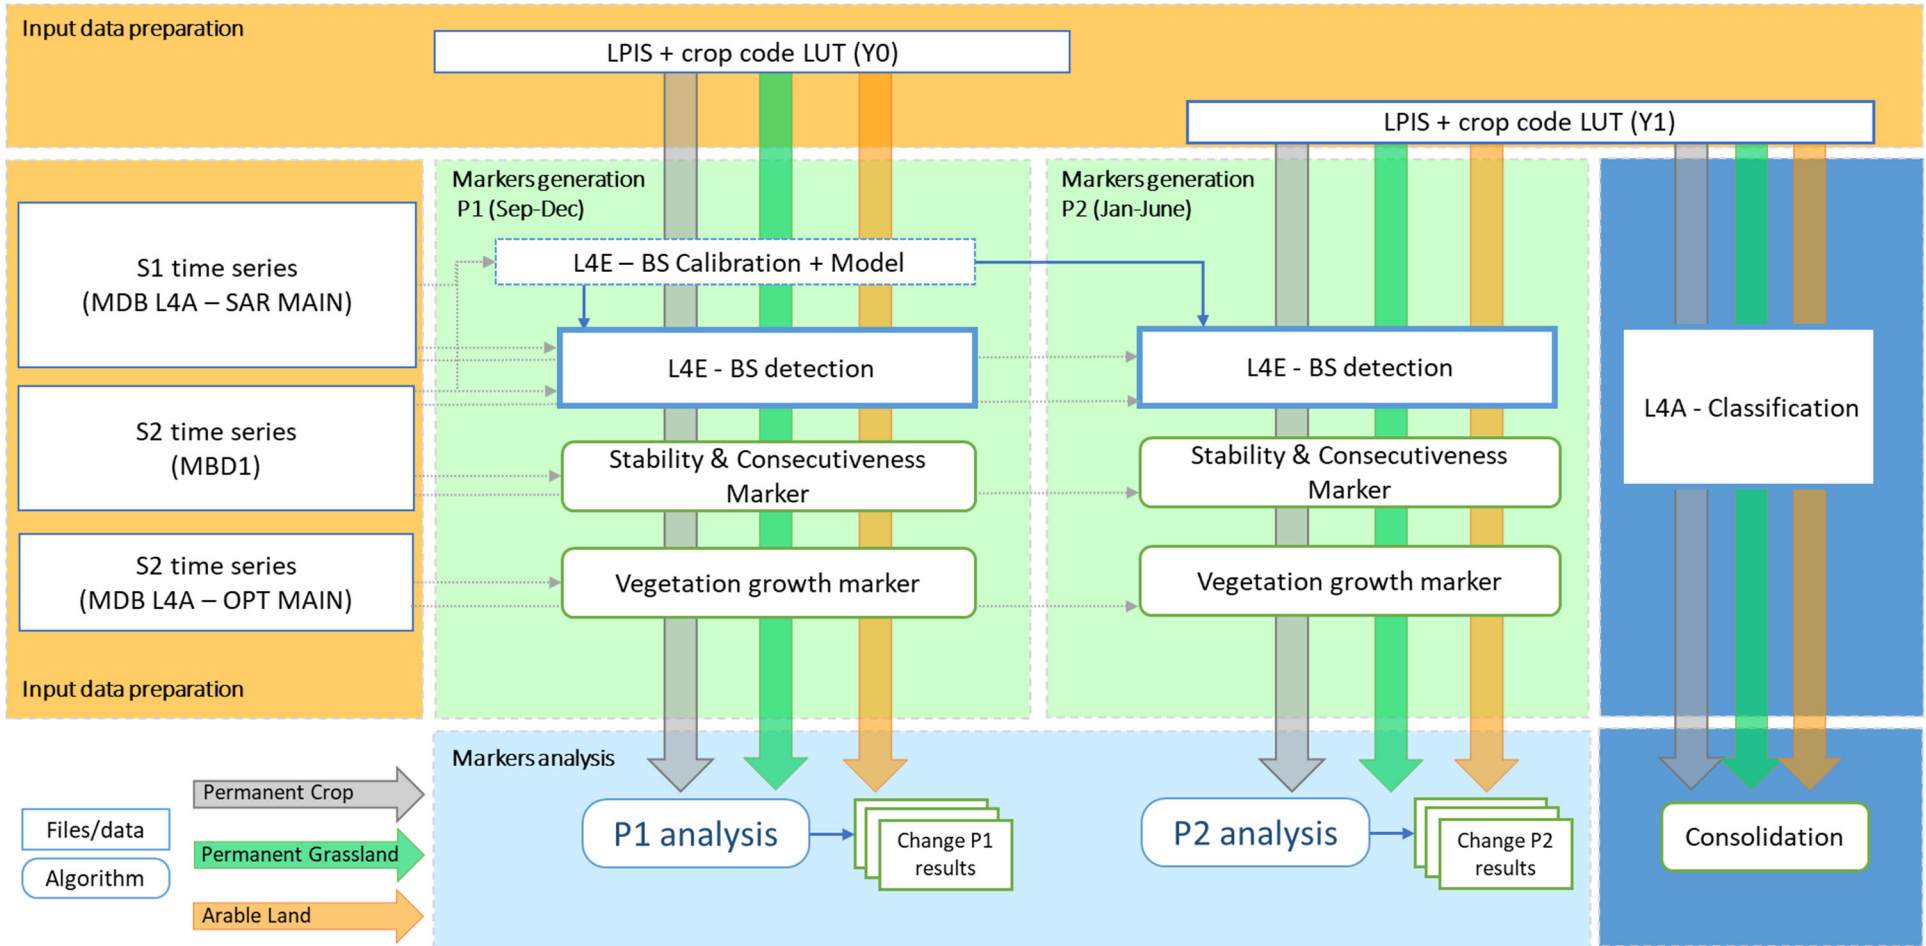 Input data preparation
LPIS + crop code LUT (Y0)
LPIS + crop code LUT (Y1)
S1 time series
(MDB L4A – SAR MAIN)
S2 time series
(MBD1)
S2 time series
(MDB L4A – OPT MAIN)
Input data preparation
Markers generation
P1 (Sep-Dec)
L4E – BS Calibration + Model
L4E - BS detection
Stability & Consecutiveness
Marker
Vegetation growth marker
Markers generation
P2 (Jan-June)
L4E - BS detection
Stability & Consecutiveness
Marker
Vegetation growth marker
L4A - Classification
Files/data
Algorithm
Permanent Crop
Permanent Grassland
Arable Land
Markers analysis
P1 analysis
Change P1
results
P2 analysis
Change P2
results
Consolidation